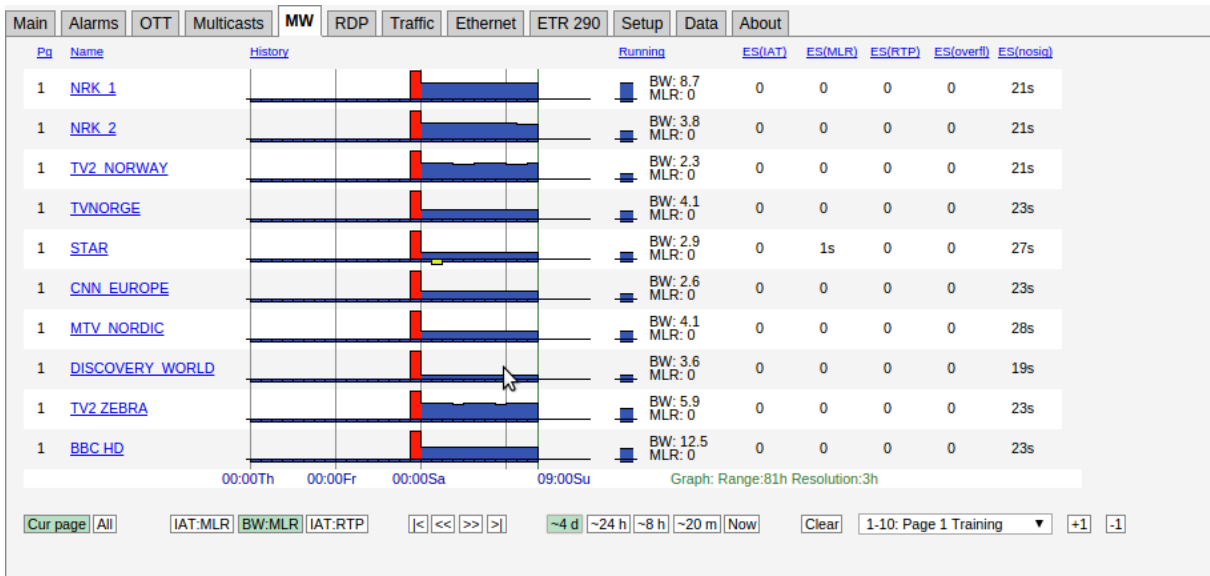 Main Alarms OTT Multicasts MW RDP Traffic Ethernet ETR 290 Setup Data About
Pg Name History Running ES(IAT) ES(MLR) ES(RTP) ES(overfl) ES(nosig)
1 NRK_1 BW: 8.7 MLR: 0 0 0 0 0 21s
1 NRK_2 BW: 3.8 MLR: 0 0 0 0 0 21s
1 TV2_NORWAY BW: 2.3 MLR: 0 0 0 0 0 21s
1 TVNORGE BW: 4.1 MLR: 0 0 0 0 0 23s
1 STAR BW: 2.9 MLR: 0 0 1s 0 0 27s
1 CNN_EUROPE BW: 2.6 MLR: 0 0 0 0 0 23s
1 MTV_NORDIC BW: 4.1 MLR: 0 0 0 0 0 28s
1 DISCOVERY_WORLD BW: 3.6 MLR: 0 0 0 0 0 19s
1 TV2 ZEBRA BW: 5.9 MLR: 0 0 0 0 0 23s
1 BBC HD BW: 12.5 MLR: 0 0 0 0 0 23s
00:00Th 00:00Fr 00:00Sa 09:00Su Graph: Range:81h Resolution:3h
Cur page All IAT:MLR BW:MLR IAT:RTP |< << >> >| ~4 d ~24 h ~8 h ~20 m Now Clear 1-10: Page 1 Training ▼ +1 -1